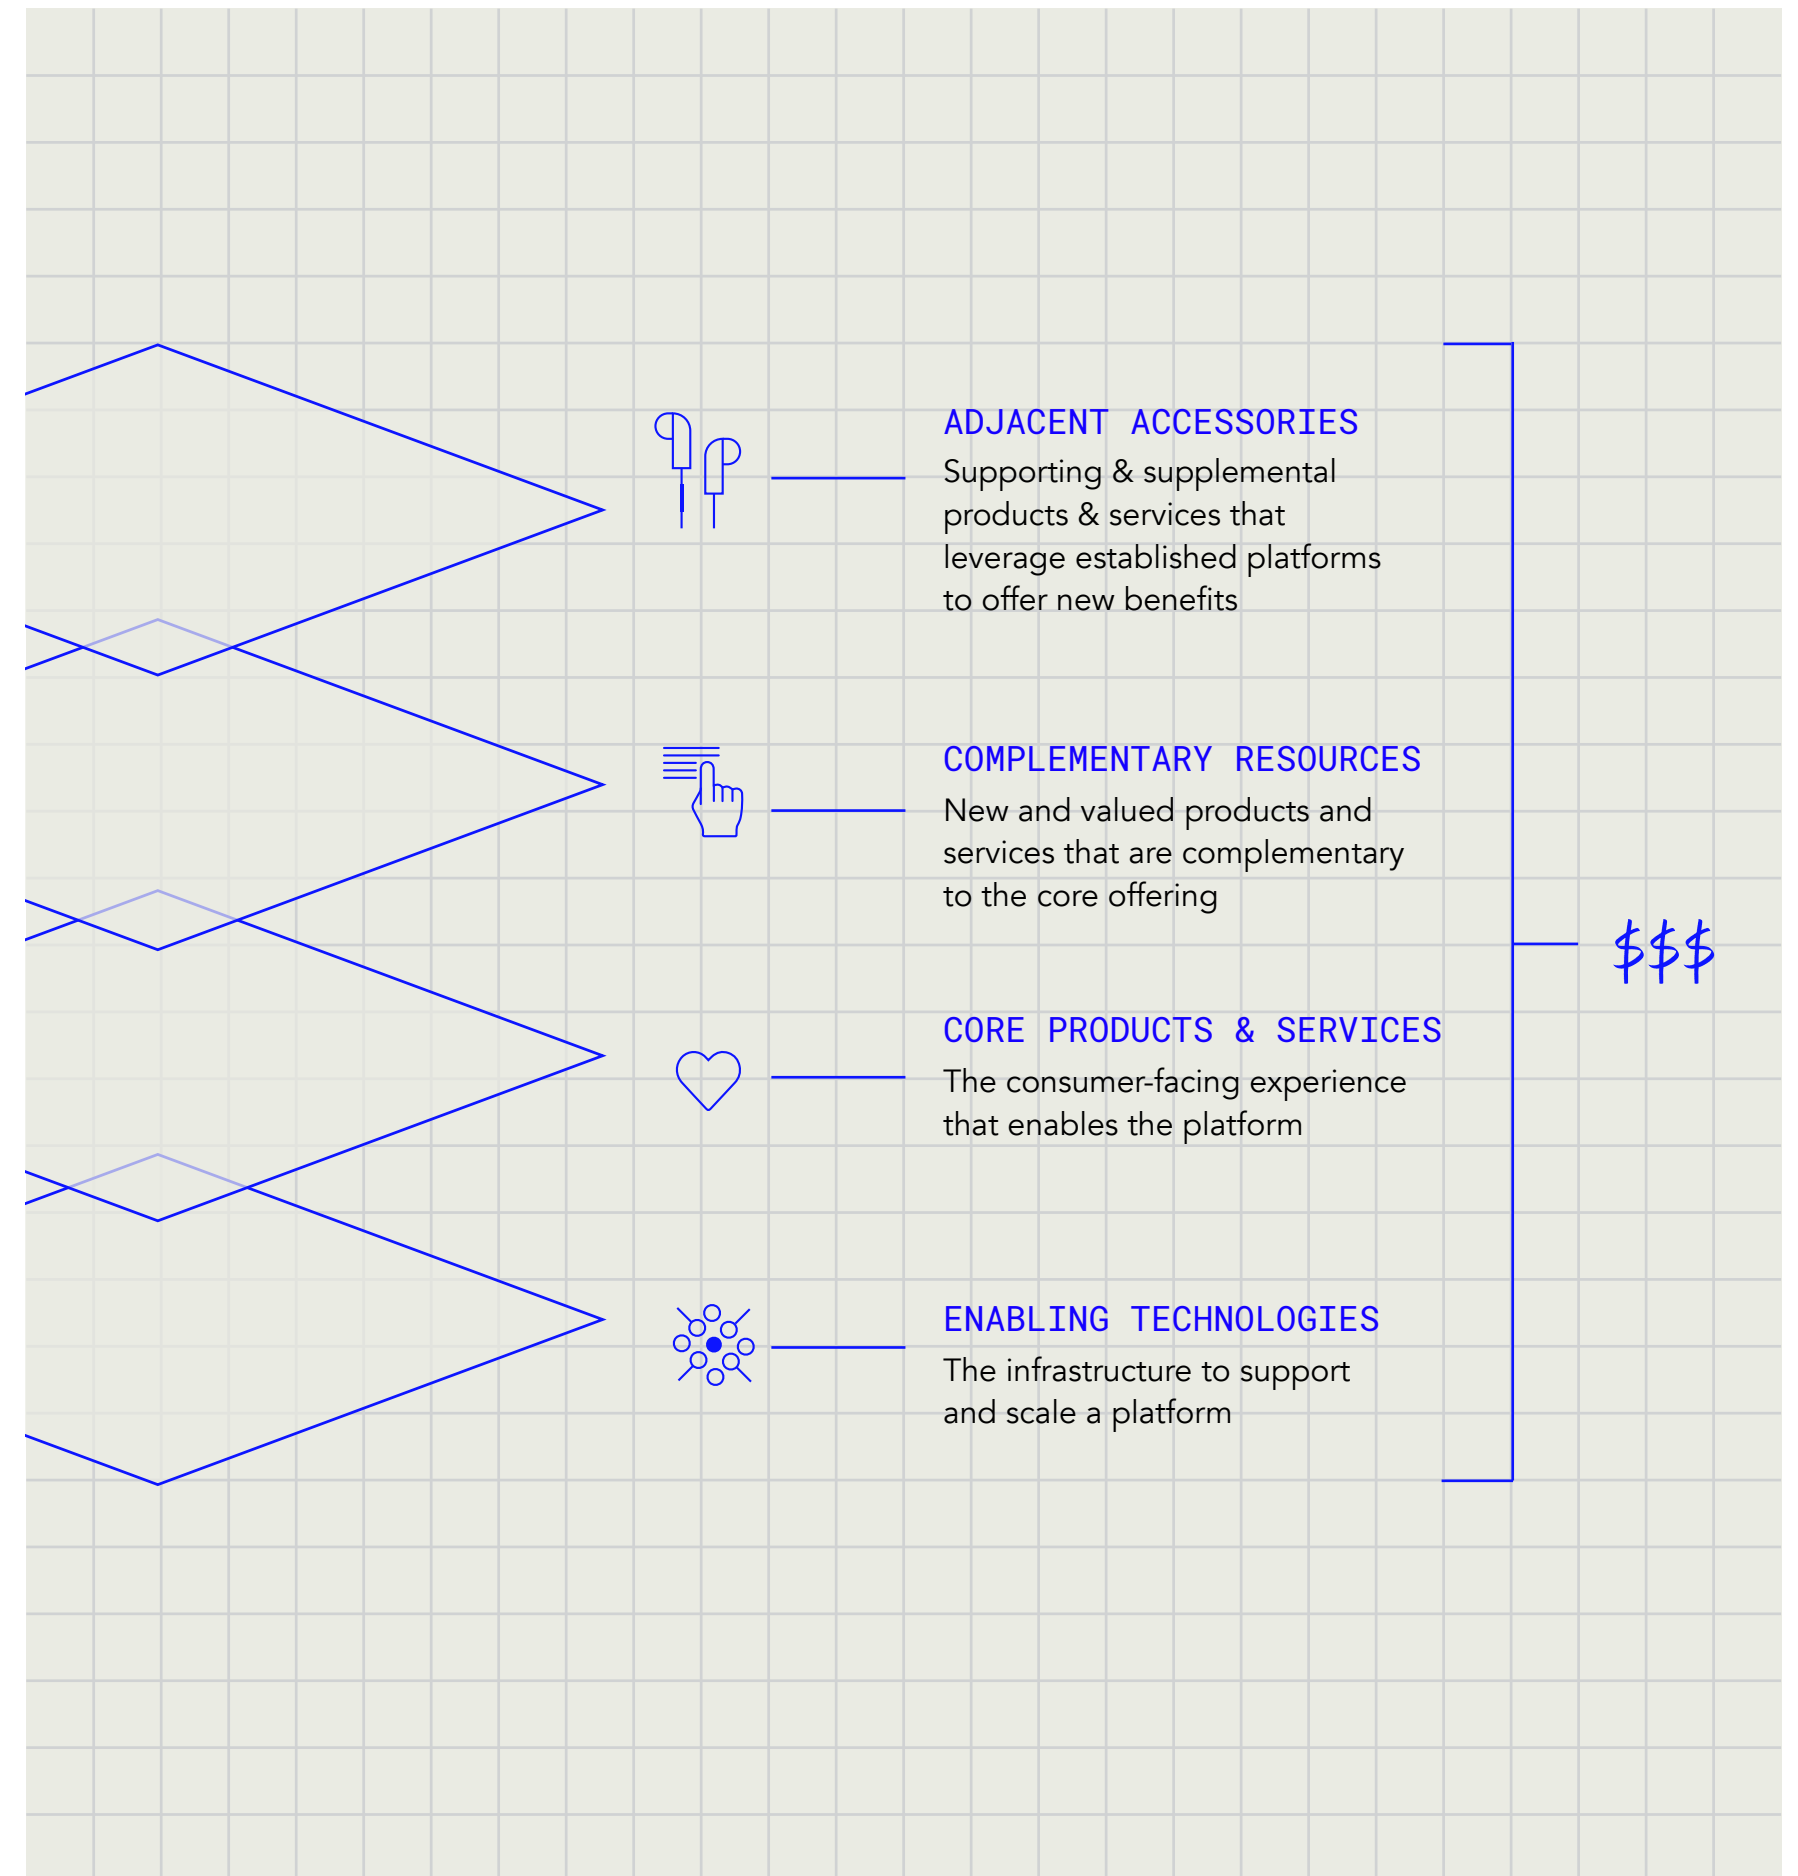 ADJACENT ACCESSORIES
Supporting & supplemental
products & services that
leverage established platforms
to offer new benefits
COMPLEMENTARY RESOURCES
New and valued products and
services that are complementary
to the core offering
$$$
CORE PRODUCTS & SERVICES
The consumer-facing experience
that enables the platform
ENABLING TECHNOLOGIES
The infrastructure to support
and scale a platform